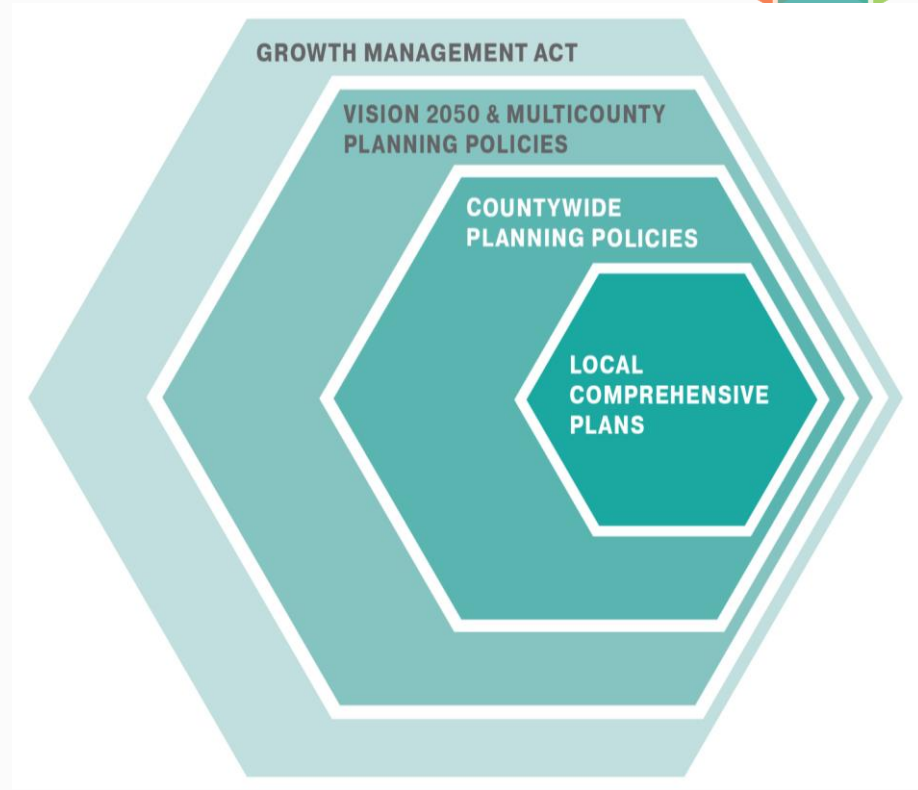 GROWTH MANAGEMENT ACT
VISION 2050 & MULTICOUNTY
PLANNING POLICIES
COUNTYWIDE
PLANNING POLICIES
LOCAL
COMPREHENSIVE
PLANS